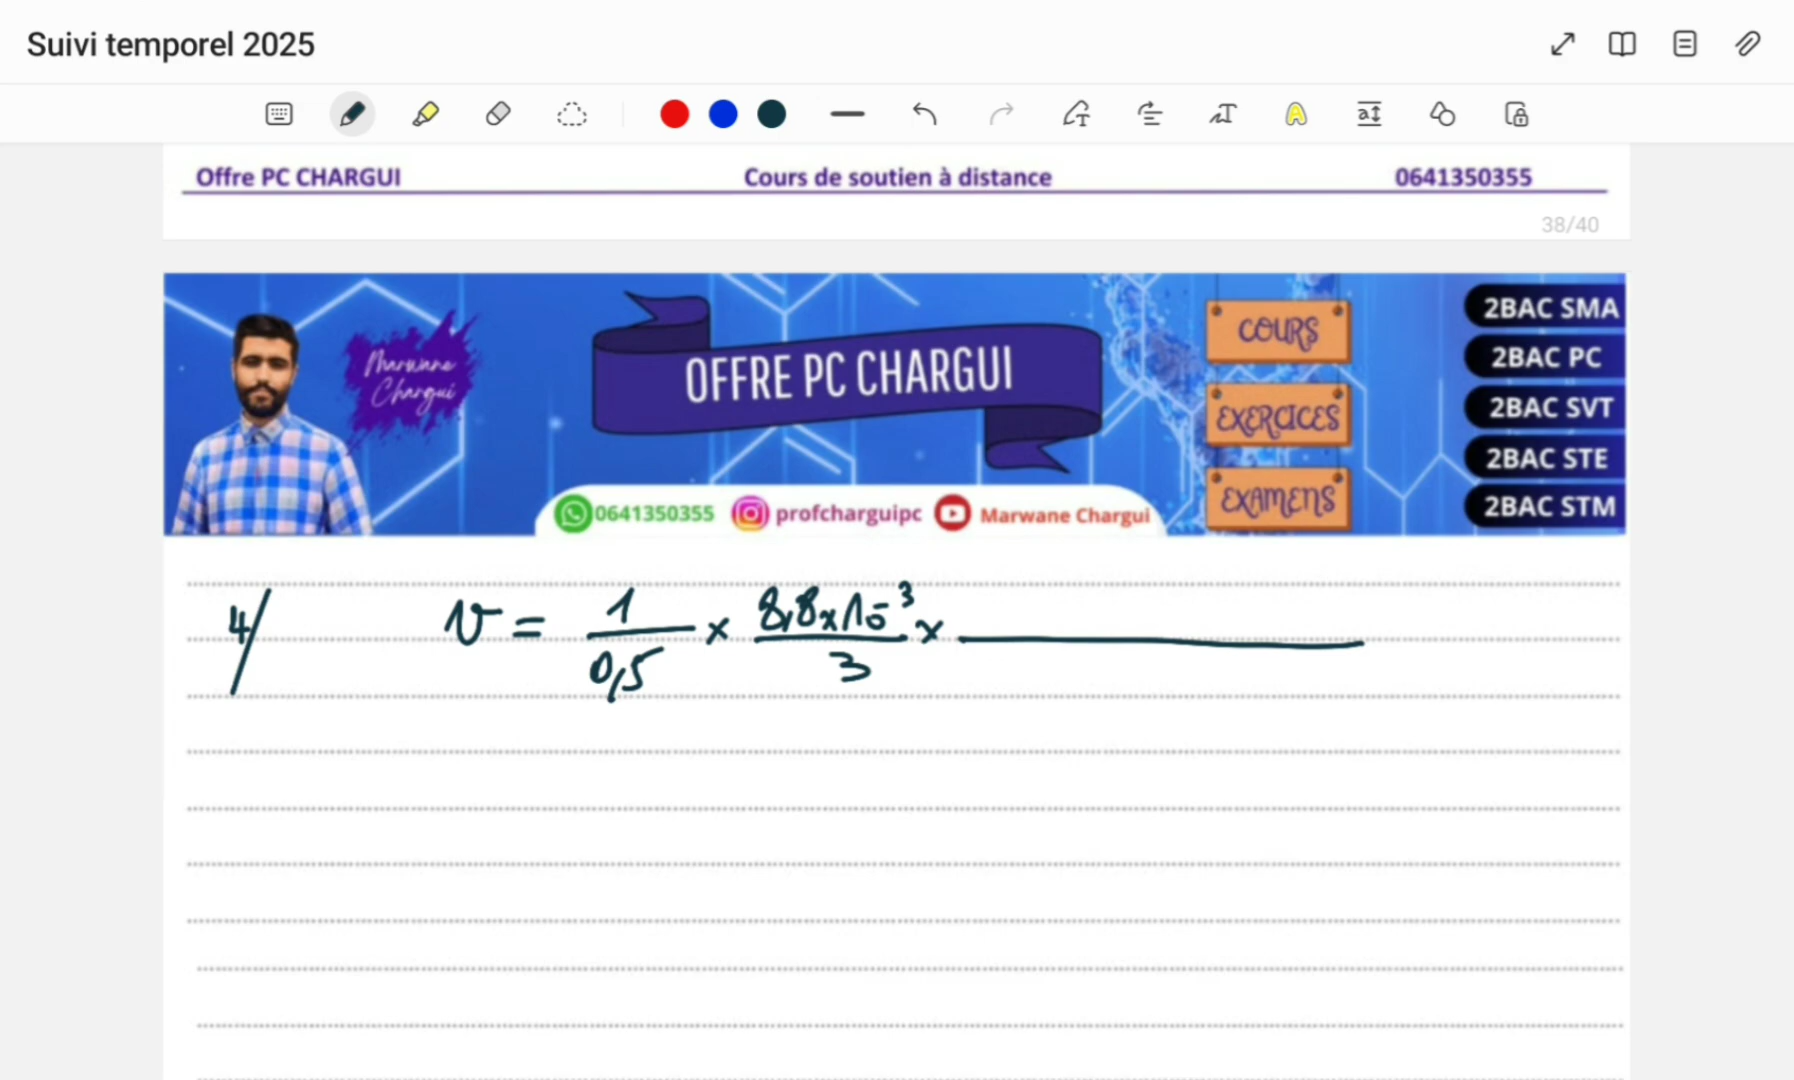 Suivi temporel 2025
Offre PC CHARGUI Cours de soutien à distance 0641350355
38/40
Marwane
Chargui
OFFRE PC CHARGUI
COURS
EXERCICES
EXAMENS
2BAC SMA
2BAC PC
2BAC SVT
2BAC STE
2BAC STM
0641350355 profcharguipc Marwane Chargui
4/ v = 1/0,5 × 8,8×10⁻³/3 ×